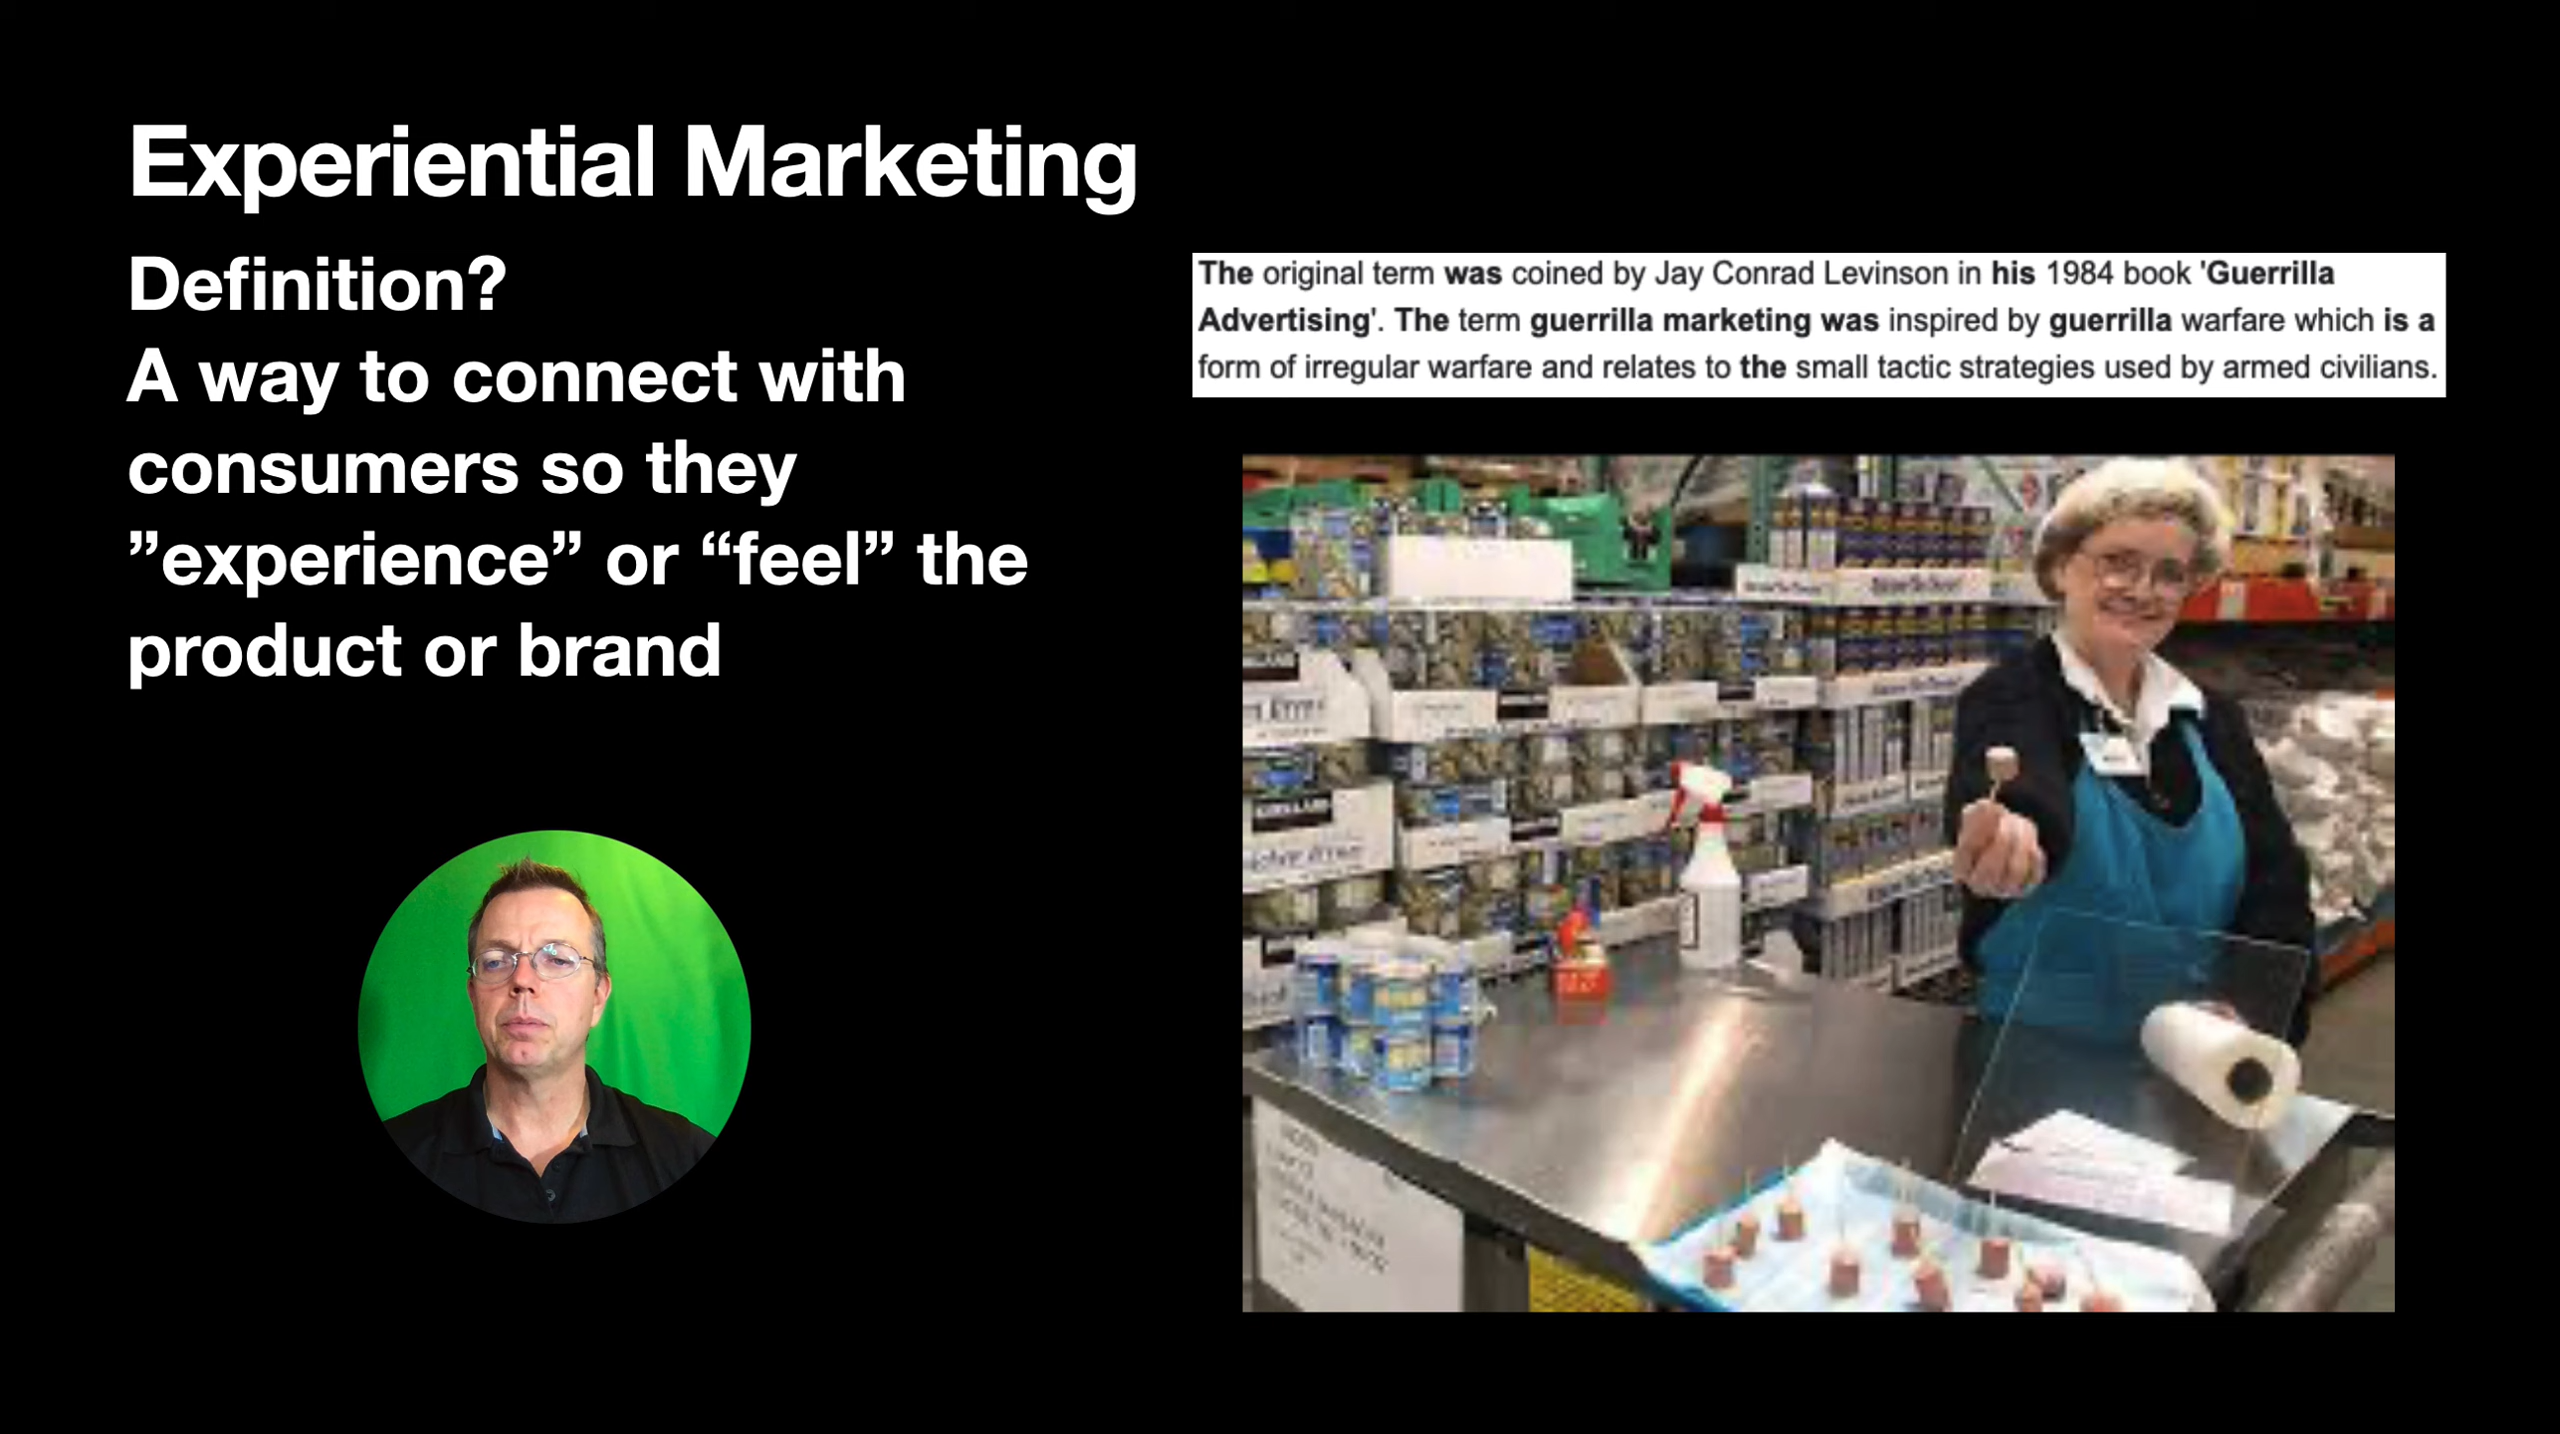 Experiential Marketing
Definition?
A way to connect with
consumers so they
”experience” or “feel” the
product or brand
The original term was coined by Jay Conrad Levinson in his 1984 book 'Guerrilla
Advertising'. The term guerrilla marketing was inspired by guerrilla warfare which is a
form of irregular warfare and relates to the small tactic strategies used by armed civilians.